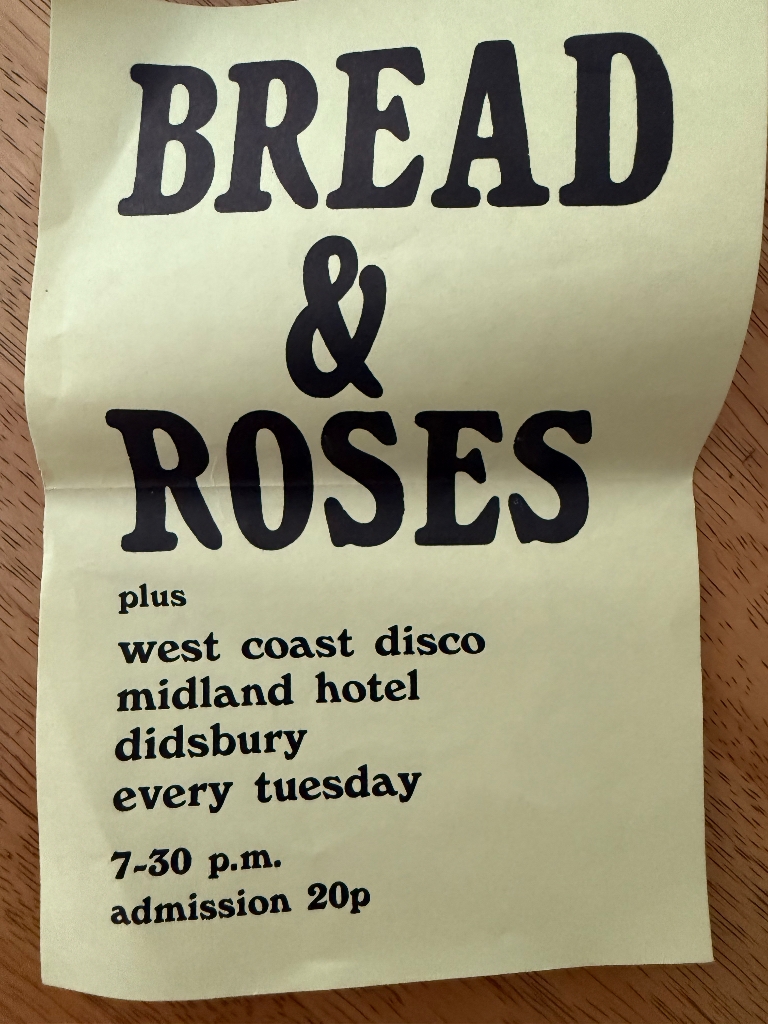 BREAD
&
ROSES
plus
west coast disco
midland hotel
didsbury
every tuesday
7-30 p.m.
admission 20p